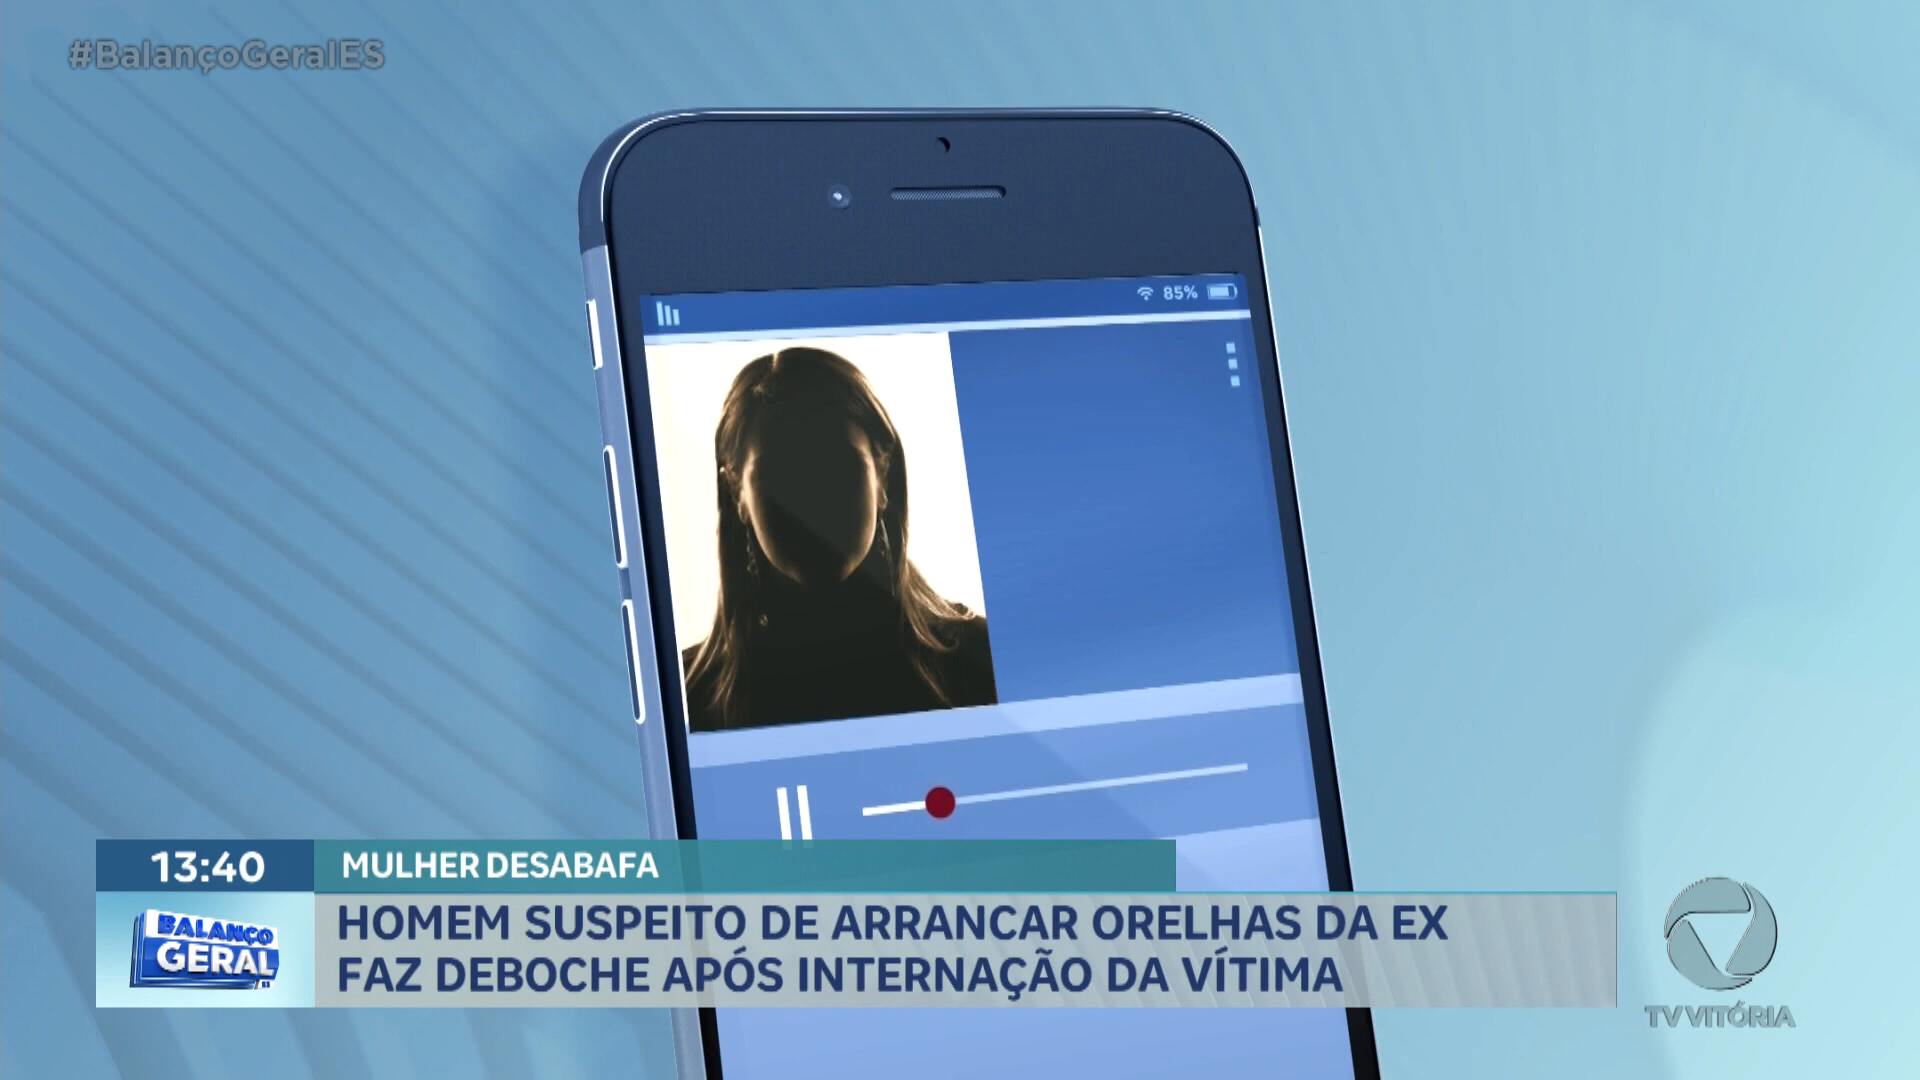 #BalançoGeralES
85%
13:40
MULHER DESABAFA
BALANÇO
GERAL
ES
HOMEM SUSPEITO DE ARRANCAR ORELHAS DA EX
FAZ DEBOCHE APÓS INTERNAÇÃO DA VÍTIMA
TV VITÓRIA